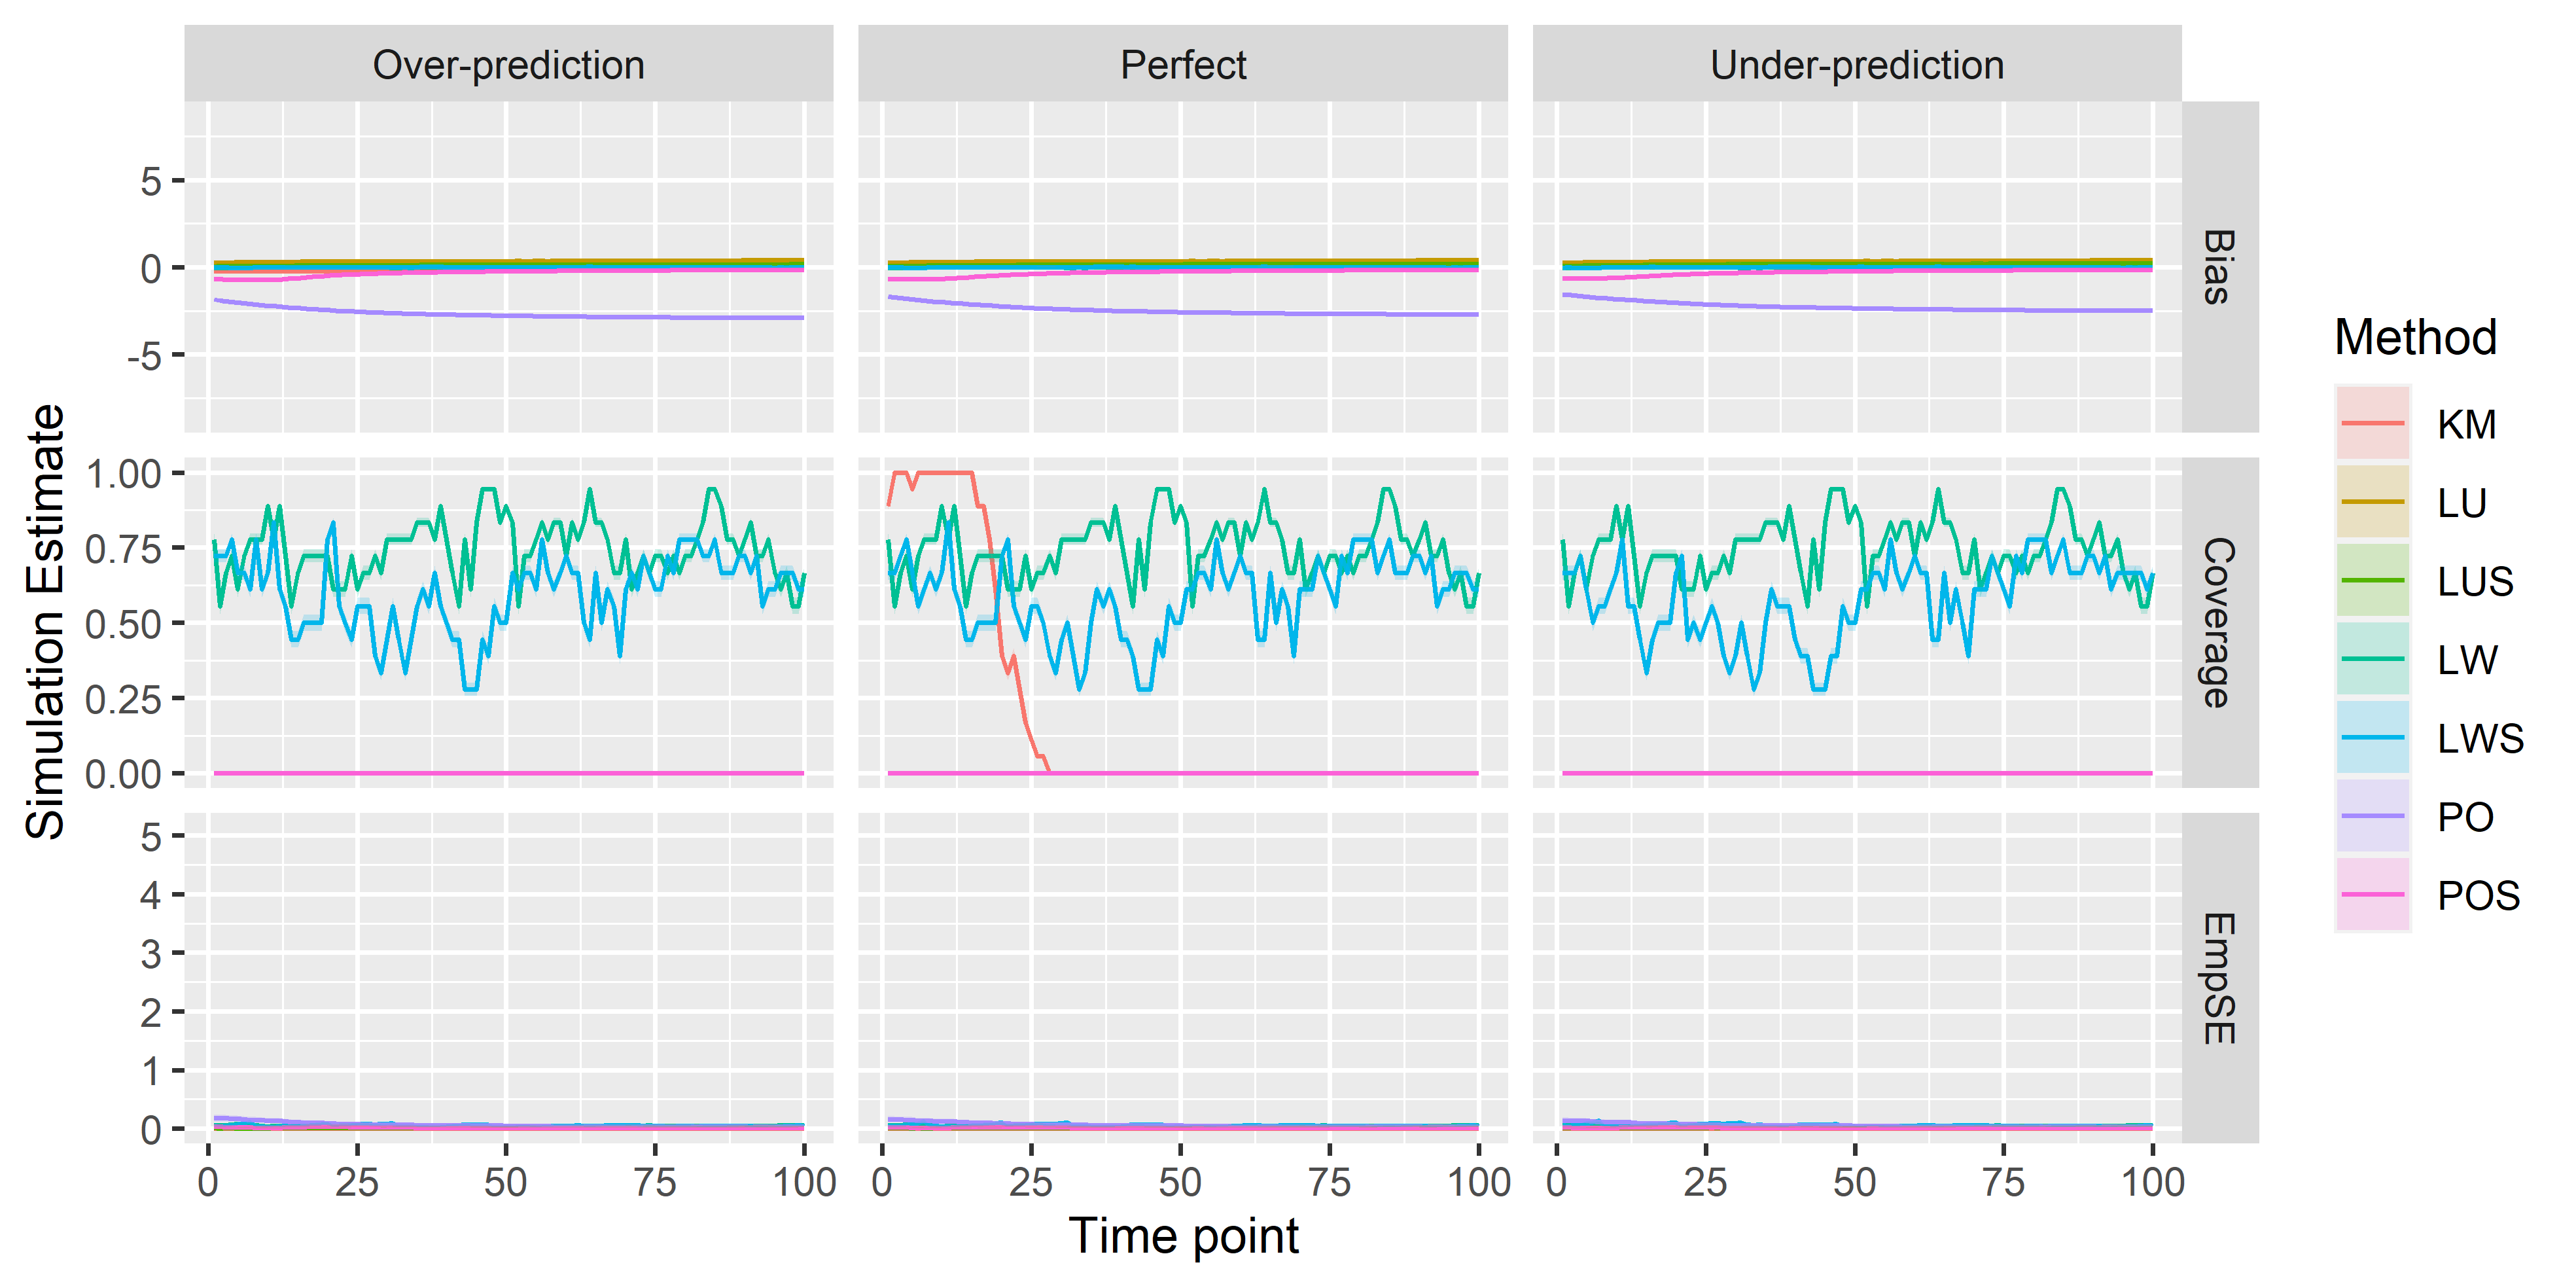 Over-prediction
Perfect
Under-prediction
Simulation Estimate
5
0
-5
Bias
1.00
0.75
0.50
0.25
0.00
Coverage
5
4
3
2
1
0
EmpSE
0 25 50 75 100
0 25 50 75 100
0 25 50 75 100
Time point
Method
KM
LU
LUS
LW
LWS
PO
POS